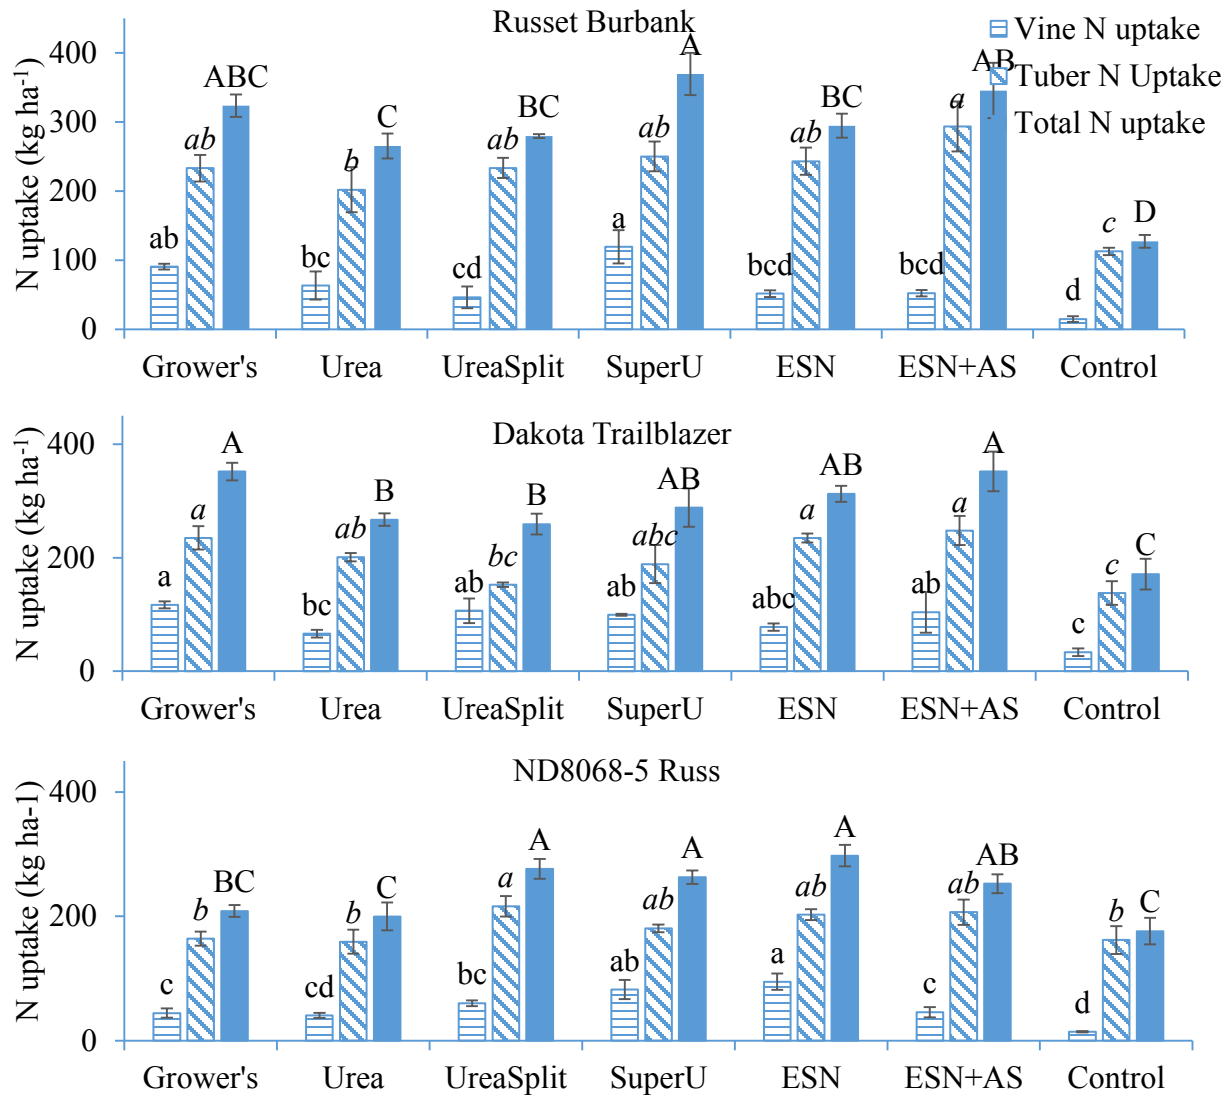 Russet Burbank
Vine N uptake
Tuber N Uptake
Total N uptake
N uptake (kg ha-1)
400
300
200
100
0
ab ab ABC
bc b C
cd ab BC
a ab A
bcd ab BC
bcd a AB
d c D
Grower's Urea UreaSplit SuperU ESN ESN+AS Control
Dakota Trailblazer
N uptake (kg ha-1)
400
200
0
a a A
bc ab B
ab bc B
ab abc AB
abc a AB
ab a A
c c C
Grower's Urea UreaSplit SuperU ESN ESN+AS Control
ND8068-5 Russ
N uptake (kg ha-1)
400
200
0
c b BC
cd b C
bc a A
ab ab A
a ab A
c ab AB
d b C
Grower's Urea UreaSplit SuperU ESN ESN+AS Control